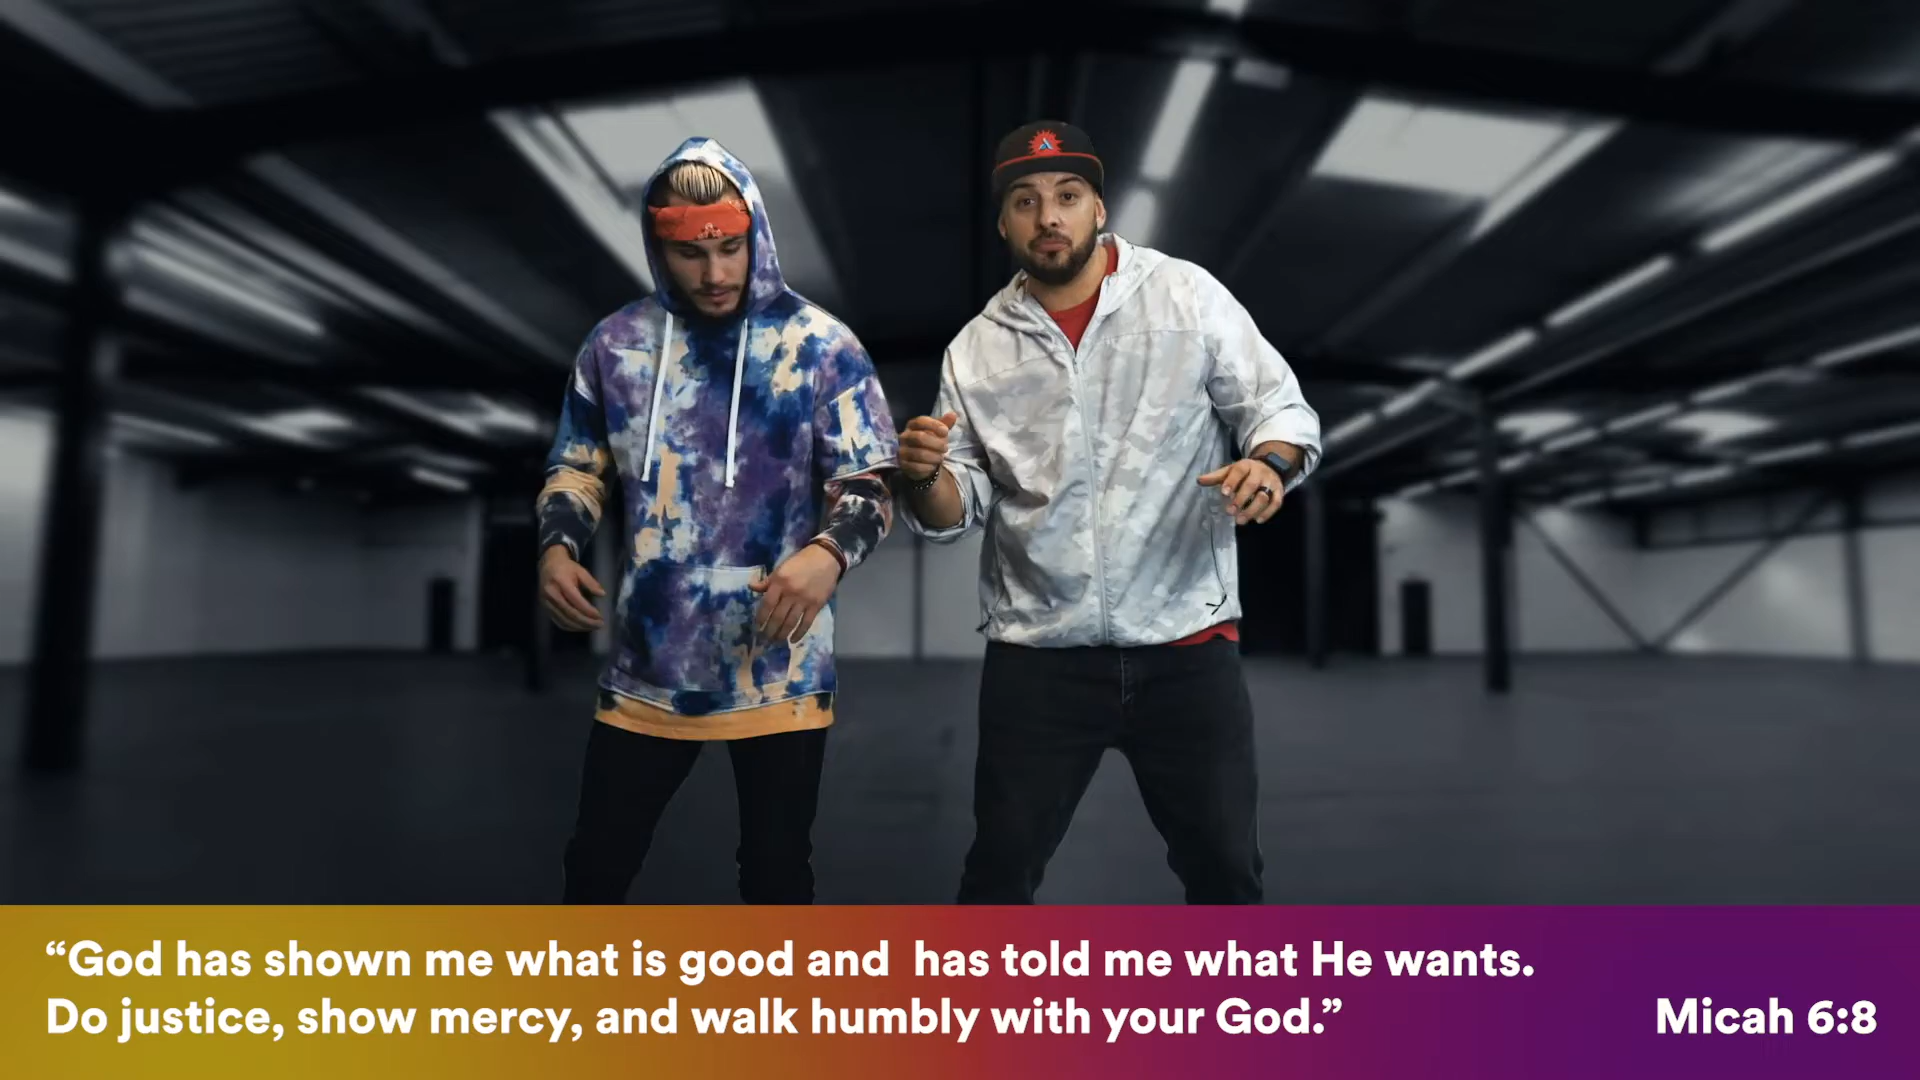 “God has shown me what is good and  has told me what He wants.
Do justice, show mercy, and walk humbly with your God.”
Micah 6:8